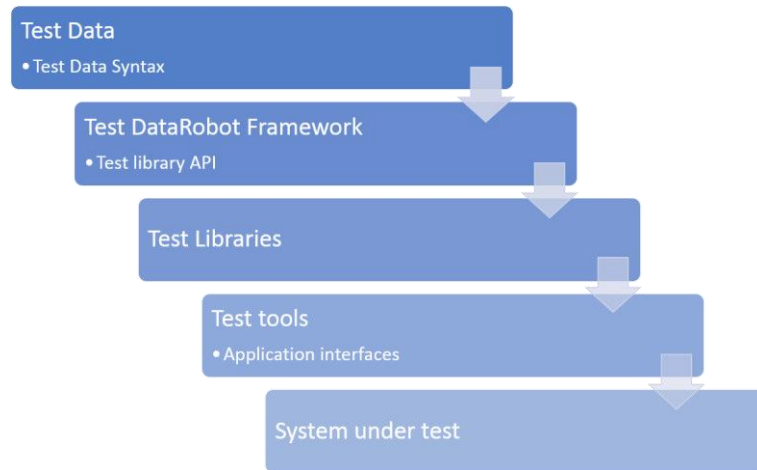 Test Data
• Test Data Syntax
Test DataRobot Framework
• Test library API
Test Libraries
Test tools
• Application interfaces
System under test